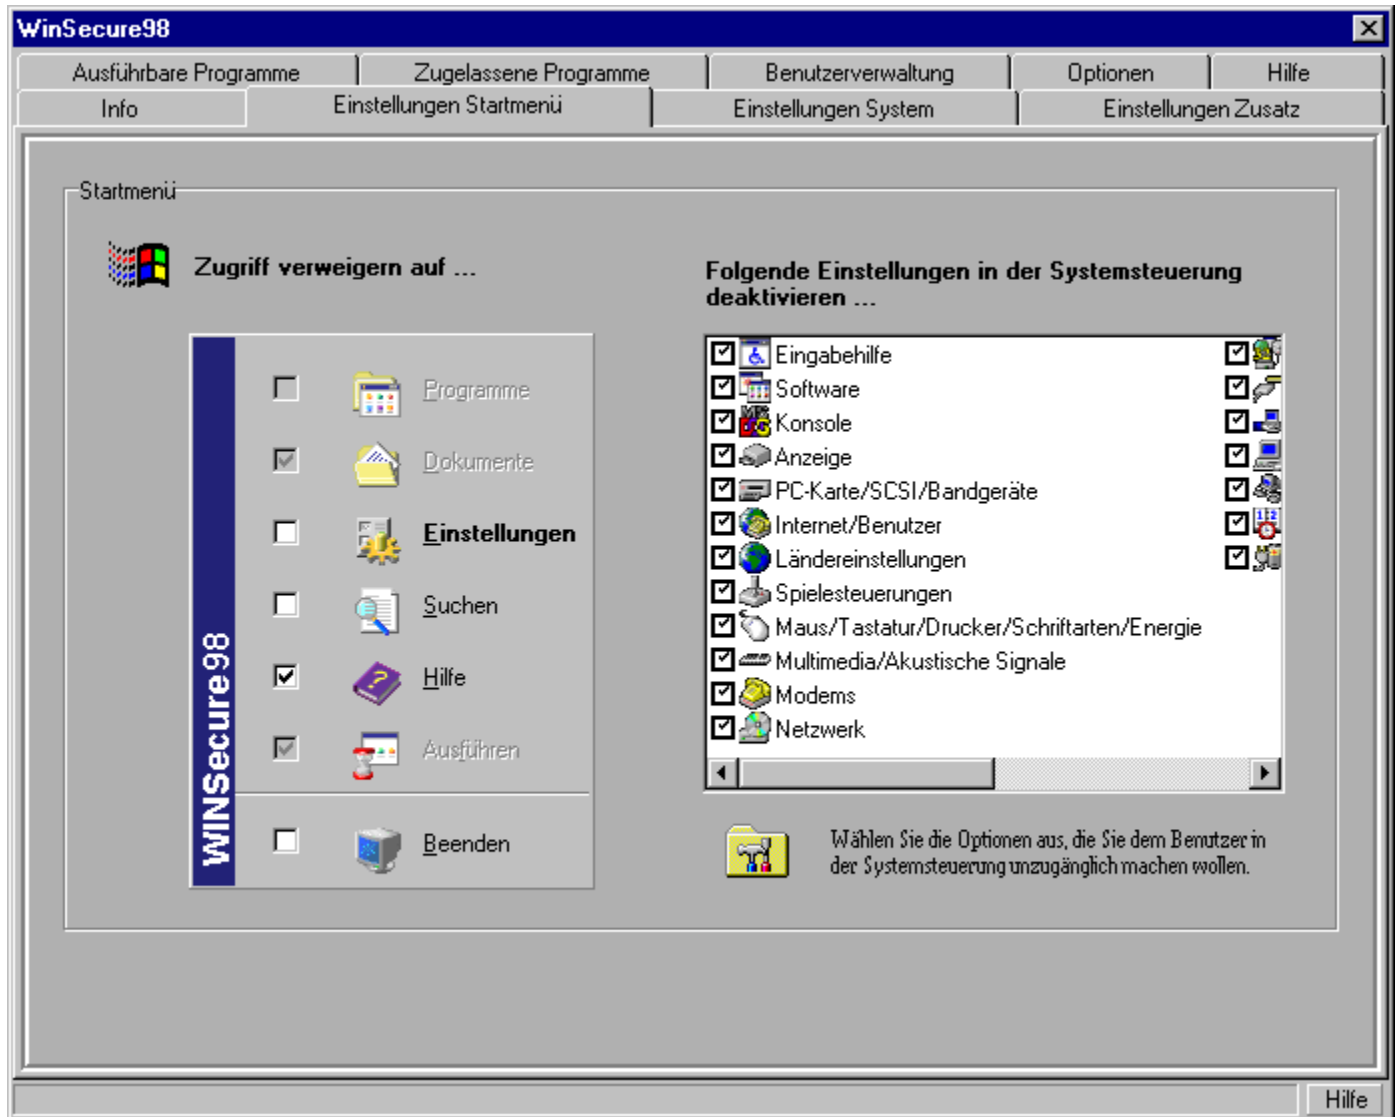 WinSecure98
Ausführbare Programme
Zugelassene Programme
Benutzerverwaltung
Optionen
Hilfe
Info
Einstellungen Startmenü
Einstellungen System
Einstellungen Zusatz
Startmenü
Zugriff verweigern auf ...
WINSecure98
Programme
Dokumente
Einstellungen
Suchen
Hilfe
Ausführen
Beenden
Folgende Einstellungen in der Systemsteuerung
deaktivieren ...
Eingabehilfe
Software
Konsole
Anzeige
PC-Karte/SCSI/Bandgeräte
Internet/Benutzer
Ländereinstellungen
Spielesteuerungen
Maus/Tastatur/Drucker/Schriftarten/Energie
Multimedia/Akustische Signale
Modems
Netzwerk
Wählen Sie die Optionen aus, die Sie dem Benutzer in
der Systemsteuerung unzugänglich machen wollen.
Hilfe